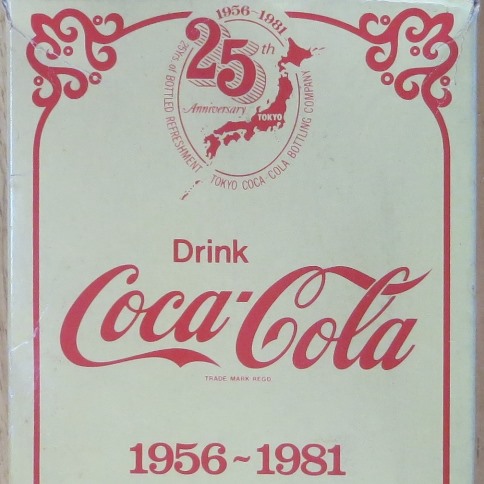 1956~1981
25th
Anniversary
TOKYO
25Yrs. of BOTTLED REFRESHMENT
TOKYO COCA-COLA BOTTLING COMPANY
Drink
Coca-Cola
TRADE MARK REGD
1956~1981